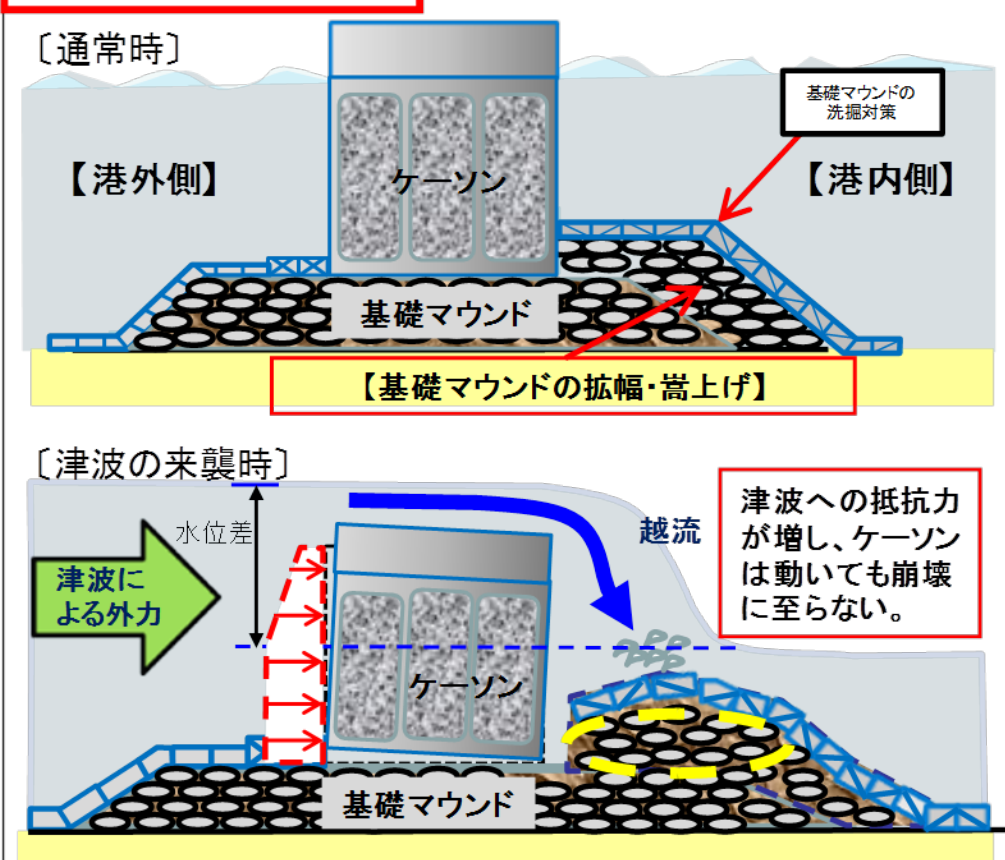 〔通常時〕
基礎マウンドの
洗掘対策
【港外側】
ケーソン
【港内側】
基礎マウンド
【基礎マウンドの拡幅・嵩上げ】
〔津波の来襲時〕
水位差
越流
津波への抵抗力
が増し、ケーソン
は動いても崩壊
に至らない。
津波に
よる外力
ケーソン
基礎マウンド